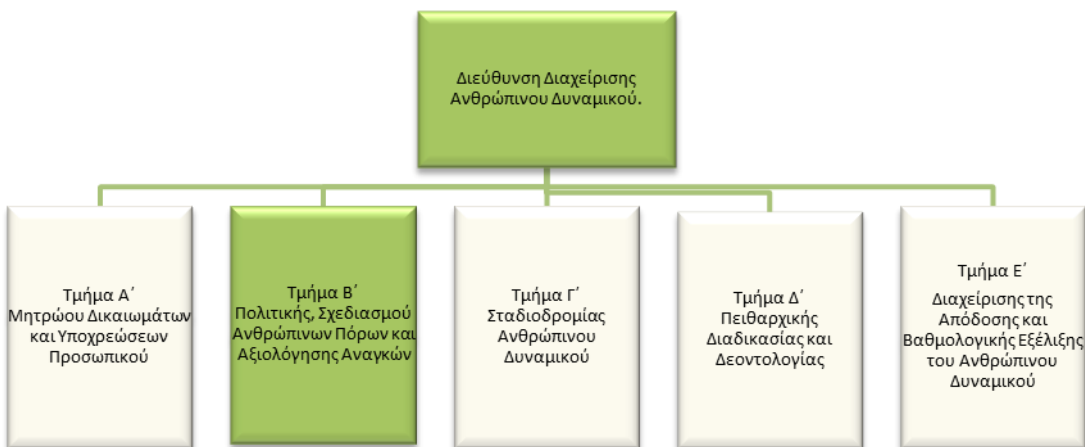 Διεύθυνση Διαχείρισης
Ανθρώπινου Δυναμικού.
Τμήμα Α΄
Μητρώου Δικαιωμάτων
και Υποχρεώσεων
Προσωπικού
Τμήμα Β΄
Πολιτικής, Σχεδιασμού
Ανθρώπινων Πόρων και
Αξιολόγησης Αναγκών
Τμήμα Γ΄
Σταδιοδρομίας
Ανθρώπινου
Δυναμικού
Τμήμα Δ΄
Πειθαρχικής
Διαδικασίας και
Δεοντολογίας
Τμήμα Ε΄
Διαχείρισης της
Απόδοσης και
Βαθμολογικής Εξέλιξης
του Ανθρώπινου
Δυναμικού